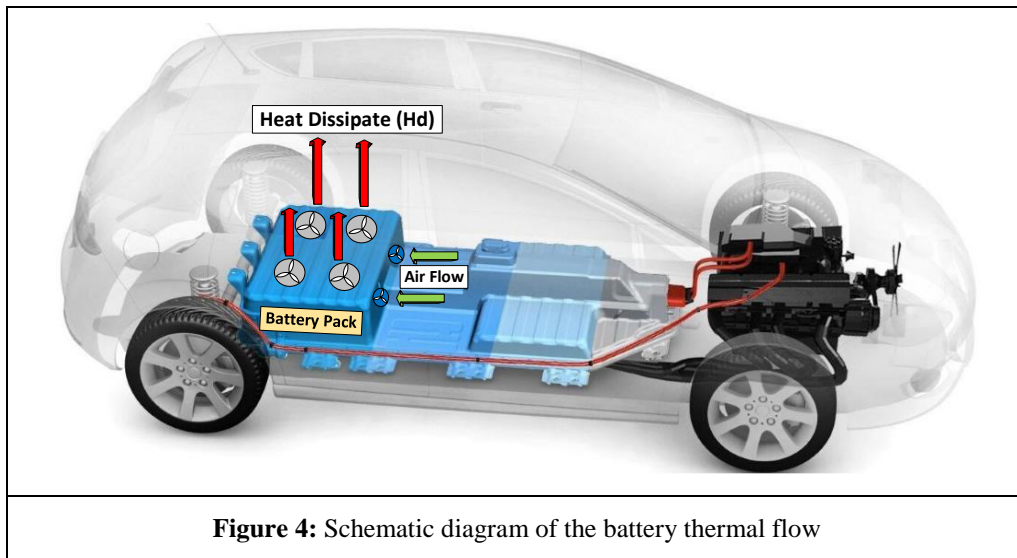 Heat Dissipate (Hd)
Air Flow
Battery Pack
Figure 4: Schematic diagram of the battery thermal flow